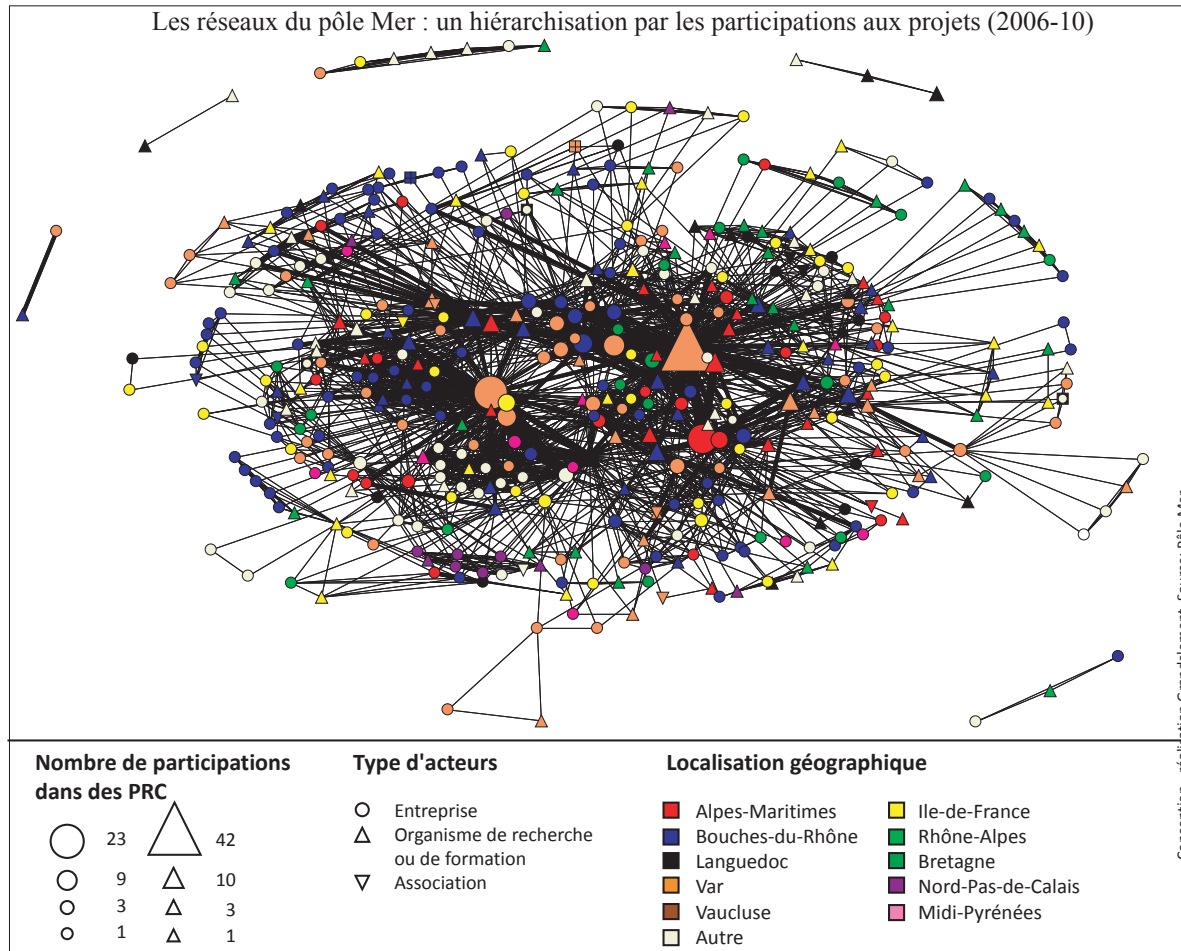 Les réseaux du pôle Mer : un hiérarchisation par les participations aux projets (2006-10)
Nombre de participations
dans des PRC
23
42
9
10
3
3
1
1
Type d'acteurs
Entreprise
Organisme de recherche
ou de formation
Association
Localisation géographique
Alpes-Maritimes
Bouches-du-Rhône
Languedoc
Var
Vaucluse
Autre
Ile-de-France
Rhône-Alpes
Bretagne
Nord-Pas-de-Calais
Midi-Pyrénées